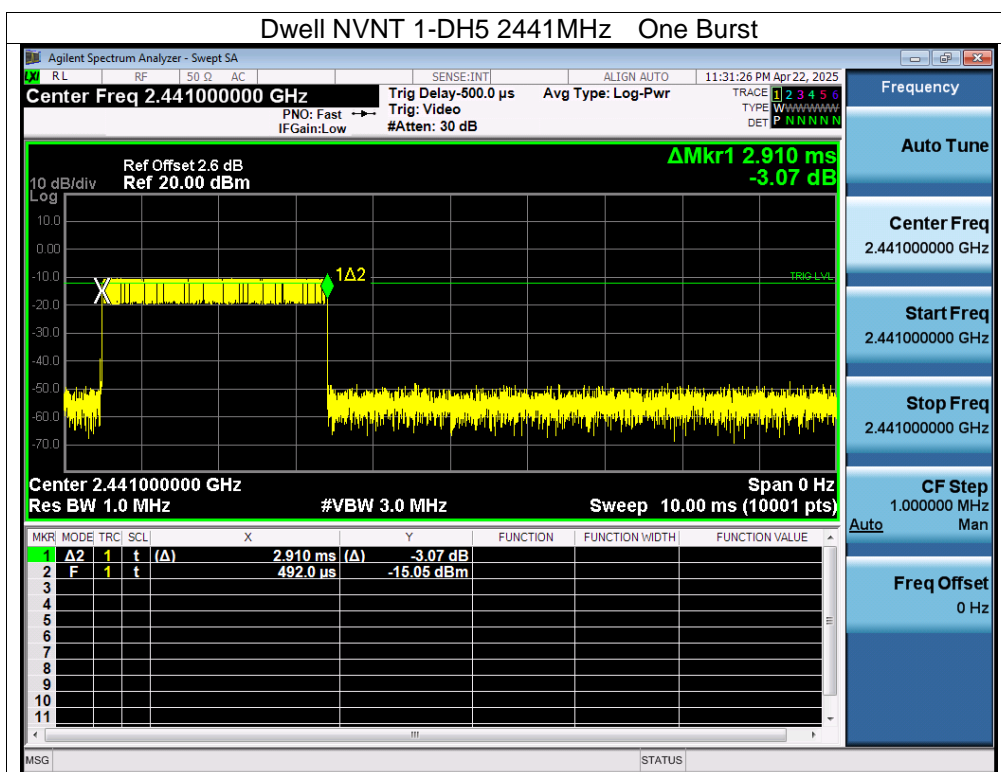 Dwell NVNT 1-DH5 2441MHz One Burst
Agilent Spectrum Analyzer - Swept SA
LXI RL RF 50 Ω AC SENSE:INT ALIGN AUTO 11:31:26 PM Apr 22, 2025
Center Freq 2.441000000 GHz
PNO: Fast
IFGain:Low
Trig Delay-500.0 µs
Trig: Video
#Atten: 30 dB
Avg Type: Log-Pwr
TRACE 1 2 3 4 5 6
TYPE WWWWWW
DET P N N N N N
ΔMkr1 2.910 ms
-3.07 dB
Ref Offset 2.6 dB
10 dB/div Ref 20.00 dBm
Log
10.0
0.00
-10.0
-20.0
-30.0
-40.0
-50.0
-60.0
-70.0
1Δ2
TRIG LVL
Center 2.441000000 GHz Span 0 Hz
Res BW 1.0 MHz #VBW 3.0 MHz Sweep 10.00 ms (10001 pts)
MKR MODE TRC SCL X Y FUNCTION FUNCTION WIDTH FUNCTION VALUE
1 Δ2 1 t (Δ) 2.910 ms (Δ) -3.07 dB
2 F 1 t 492.0 µs -15.05 dBm
3
4
5
6
7
8
9
10
11
MSG STATUS
Frequency
Auto Tune
Center Freq
2.441000000 GHz
Start Freq
2.441000000 GHz
Stop Freq
2.441000000 GHz
CF Step
1.000000 MHz
Auto Man
Freq Offset
0 Hz